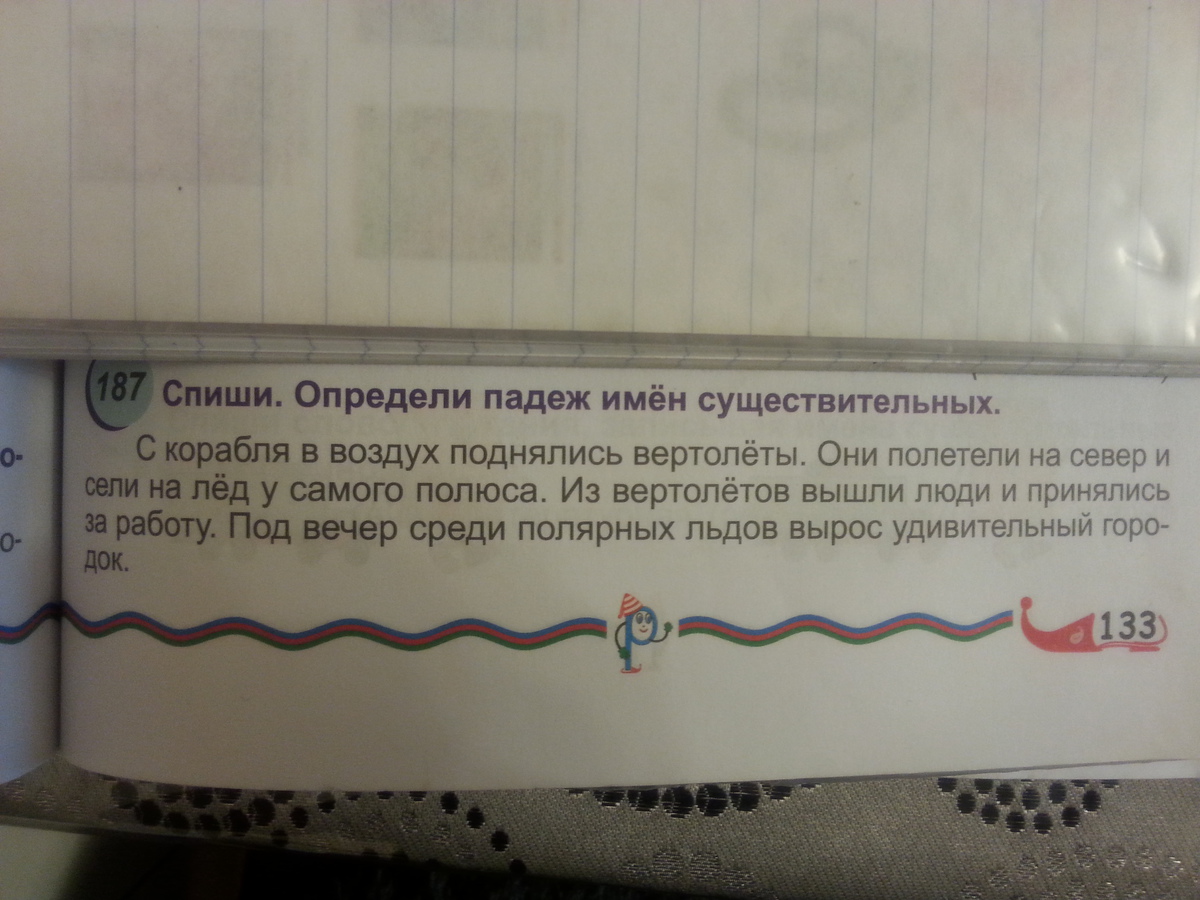 187 Спиши. Определи падеж имён существительных.
С корабля в воздух поднялись вертолёты. Они полетели на север и
сели на лёд у самого полюса. Из вертолётов вышли люди и принялись
за работу. Под вечер среди полярных льдов вырос удивительный горо-
док.
о-
о-
133